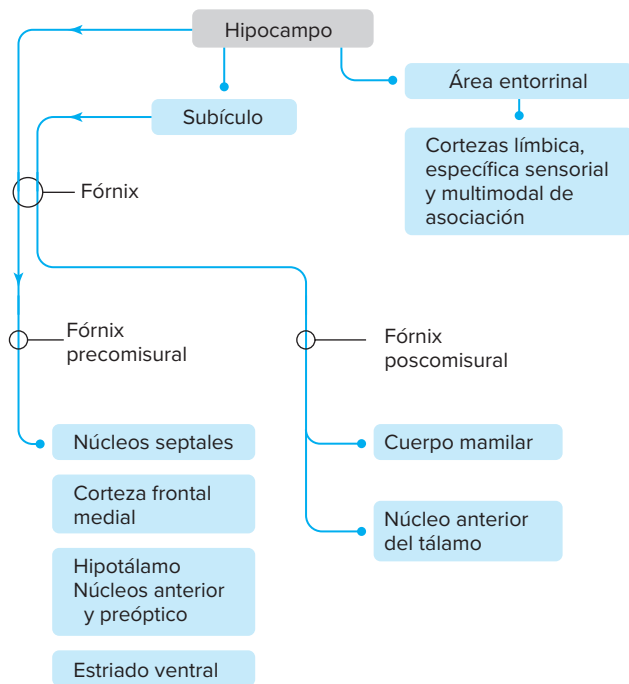 Hipocampo
Área entorrinal
Subículo
Cortezas límbica,
específica sensorial
y multimodal de
asociación
Fórnix
Fórnix
precomisural
Fórnix
poscomisural
Núcleos septales
Cuerpo mamilar
Corteza frontal
medial
Núcleo anterior
del tálamo
Hipotálamo
Núcleos anterior
y preóptico
Estriado ventral